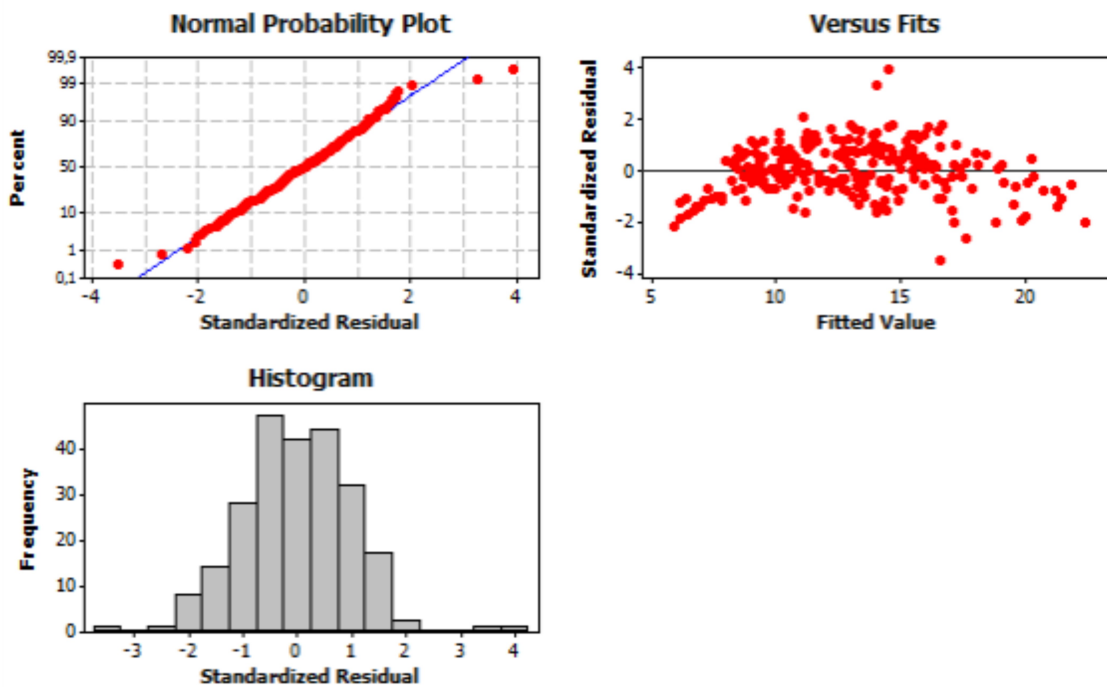 Normal Probability Plot
99,9
99
90
50
10
1
0,1
Percent
-4 -2 0 2 4
Standardized Residual
Versus Fits
4
2
0
-2
-4
Standardized Residual
5 10 15 20
Fitted Value
Histogram
40
30
20
10
0
Frequency
-3 -2 -1 0 1 2 3 4
Standardized Residual